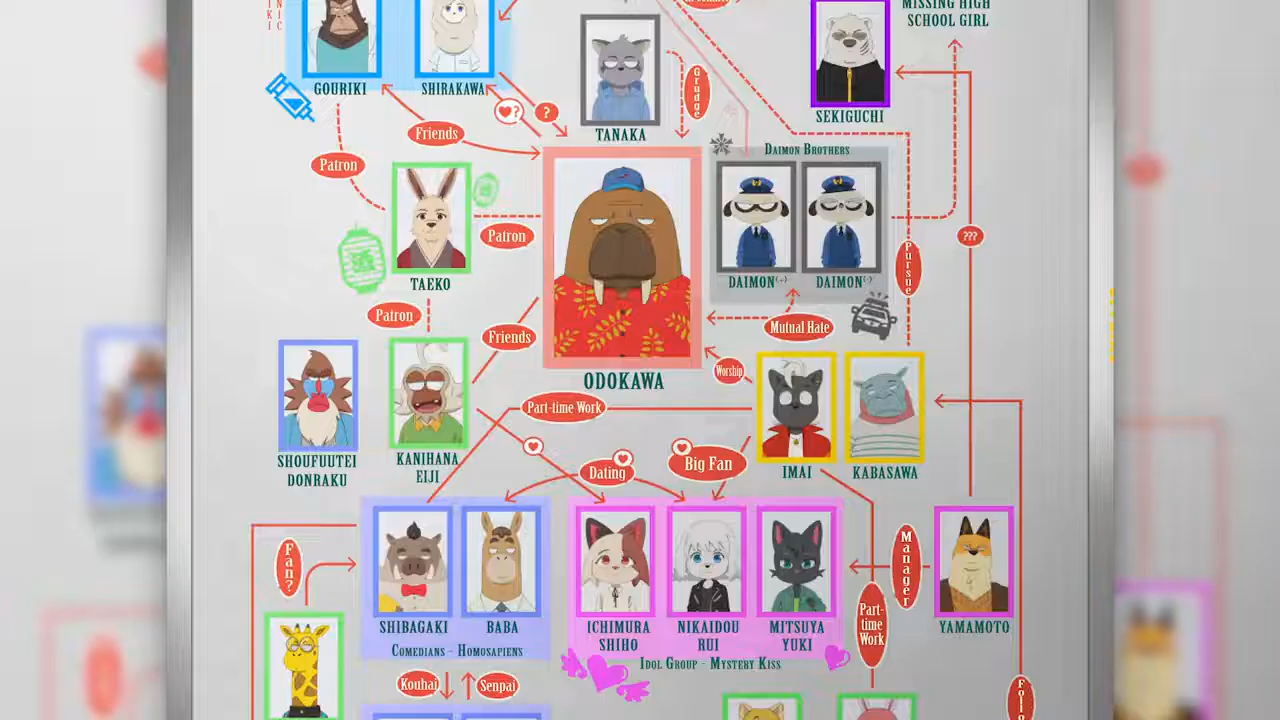 MISSING HIGH
SCHOOL GIRL
GOURIKI
SHIRAKAWA
?
?
Grudge
TANAKA
SEKIGUCHI
Friends
Patron
DAIMON BROTHERS
Patron
???
Pursue
TAEKO
DAIMON
DAIMON
Patron
Mutual Hate
Friends
Worship
ODOKAWA
Part-time Work
SHOUFUUTEI
DONRAKU
KANIHANA
EIJI
Dating
Big Fan
IMAI
KABASAWA
Fan?
Manager
SHIBAGAKI
BABA
ICHIMURA
SHIHO
NIKAIDOU
RUI
MITSUYA
YUKI
YAMAMOTO
COMEDIANS - HOMOSAPIENS
IDOL GROUP - MYSTERY KISS
Part-
time
Work
Kouhai
Senpai